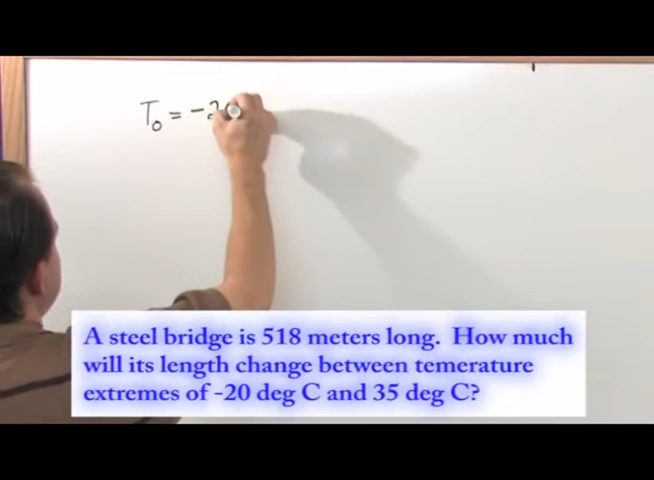 T₀ = -20
A steel bridge is 518 meters long. How much
will its length change between temerature
extremes of -20 deg C and 35 deg C?